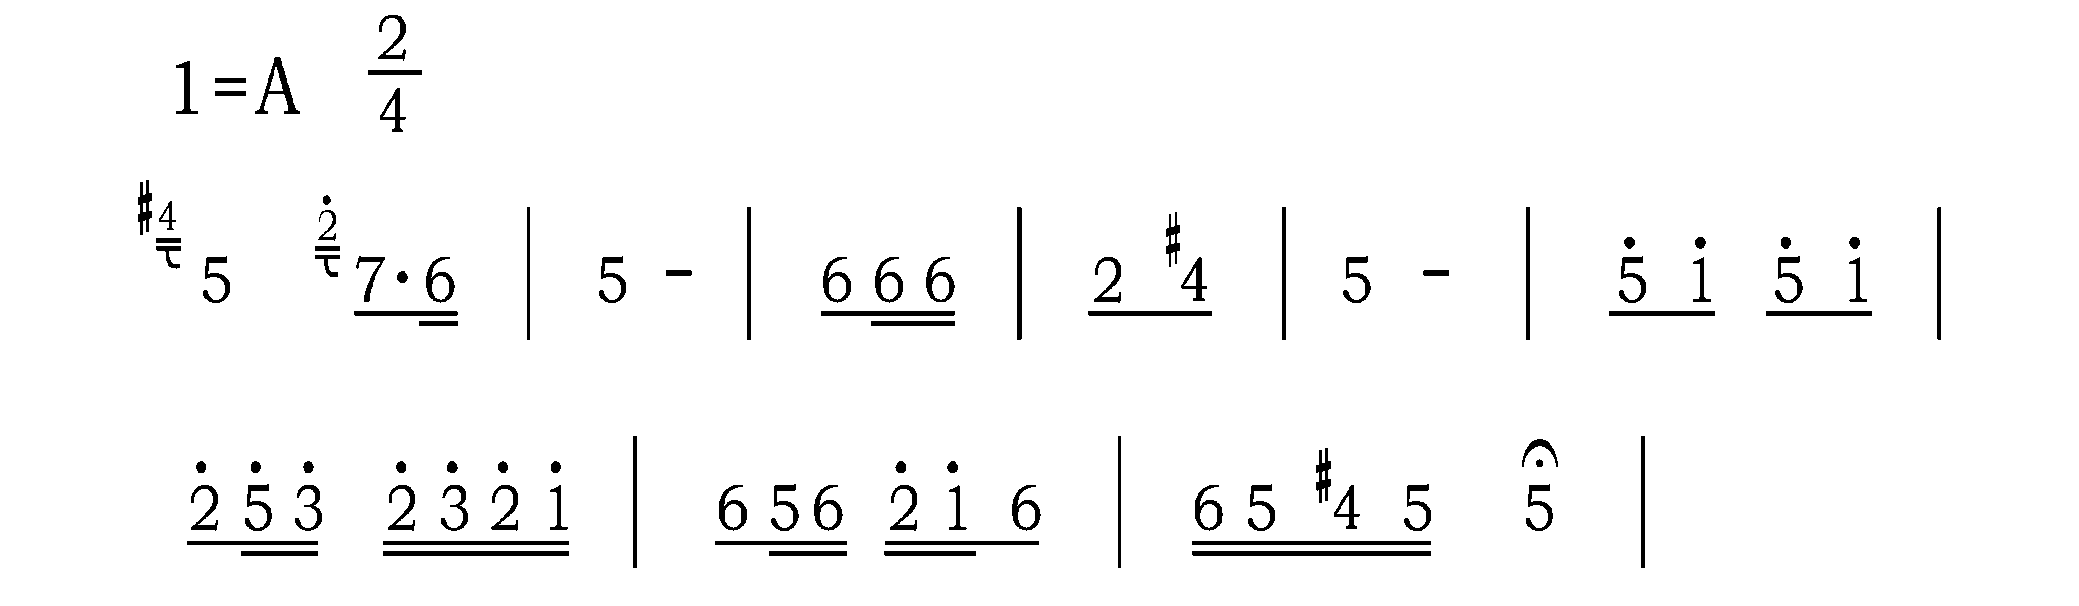 1=A 2/4
#4 5 2̇ 7·6 | 5 - | 6 6 6 | 2 #4 | 5 - | 5̇ 1̇ 5̇ 1̇ |
2̇ 5̇ 3̇ 2̇ 3̇ 2̇ 1̇ | 6 5 6 2̇ 1̇ 6 | 6 5 #4 5 𝄐5 |